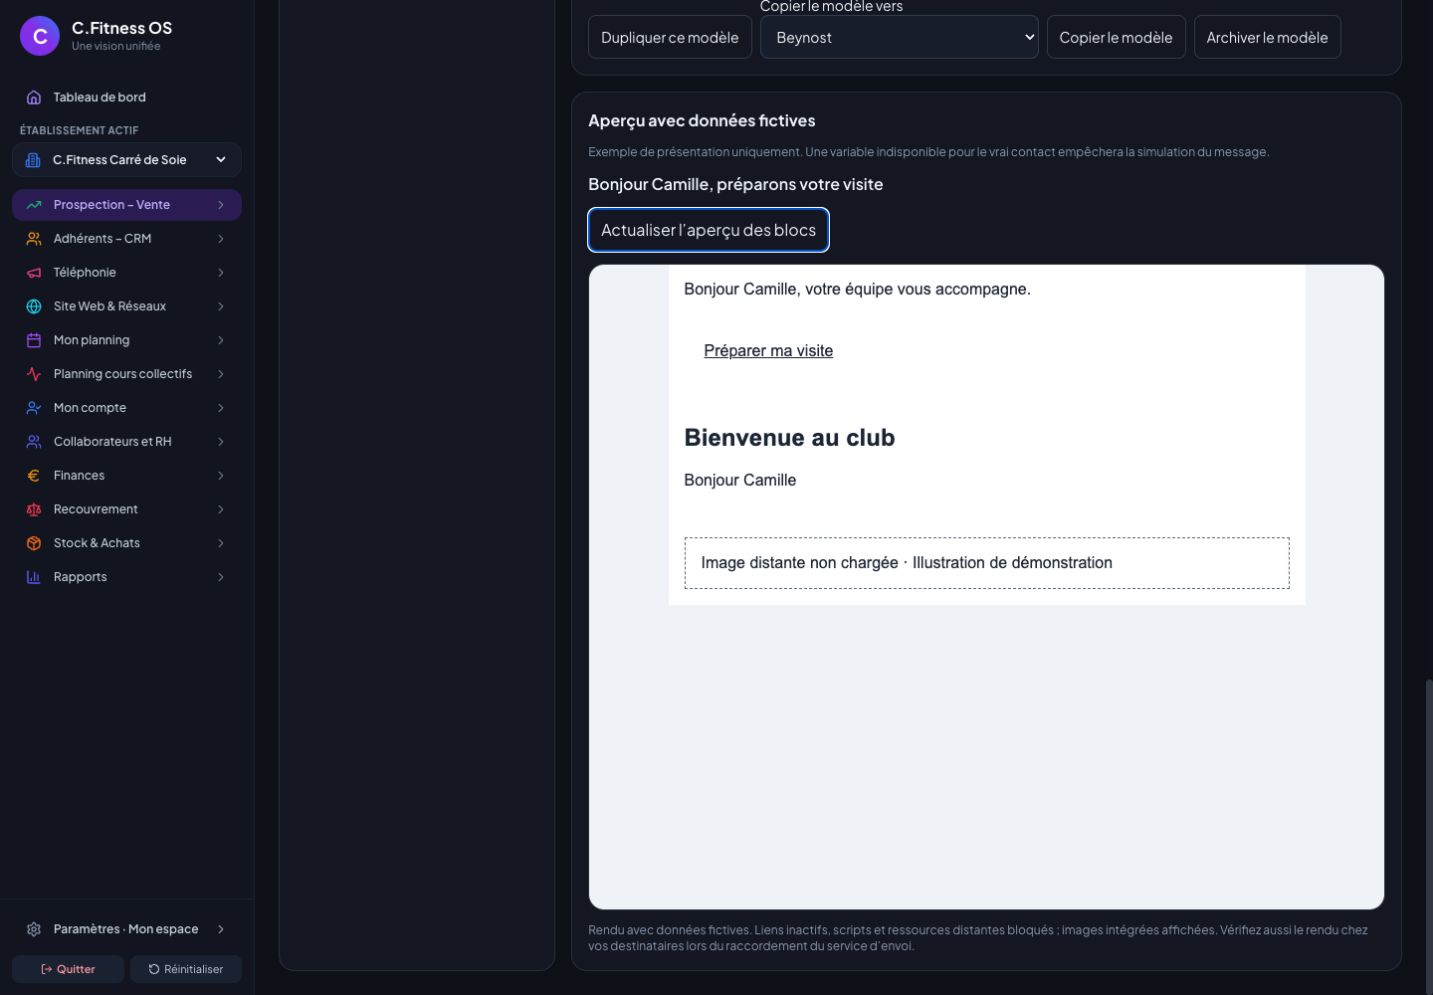 C
C.Fitness OS
Une vision unifiée
Tableau de bord
ÉTABLISSEMENT ACTIF
C.Fitness Carré de Soie
Prospection – Vente
Adhérents – CRM
Téléphonie
Site Web & Réseaux
Mon planning
Planning cours collectifs
Mon compte
Collaborateurs et RH
Finances
Recouvrement
Stock & Achats
Rapports
Paramètres · Mon espace
Quitter
Réinitialiser
Copier le modèle vers
Dupliquer ce modèle
Beynost
Copier le modèle
Archiver le modèle
Aperçu avec données fictives
Exemple de présentation uniquement. Une variable indisponible pour le vrai contact empêchera la simulation du message.
Bonjour Camille, préparons votre visite
Actualiser l’aperçu des blocs
Bonjour Camille, votre équipe vous accompagne.
Préparer ma visite
Bienvenue au club
Bonjour Camille
Image distante non chargée · Illustration de démonstration
Rendu avec données fictives. Liens inactifs, scripts et ressources distantes bloqués ; images intégrées affichées. Vérifiez aussi le rendu chez
vos destinataires lors du raccordement du service d’envoi.